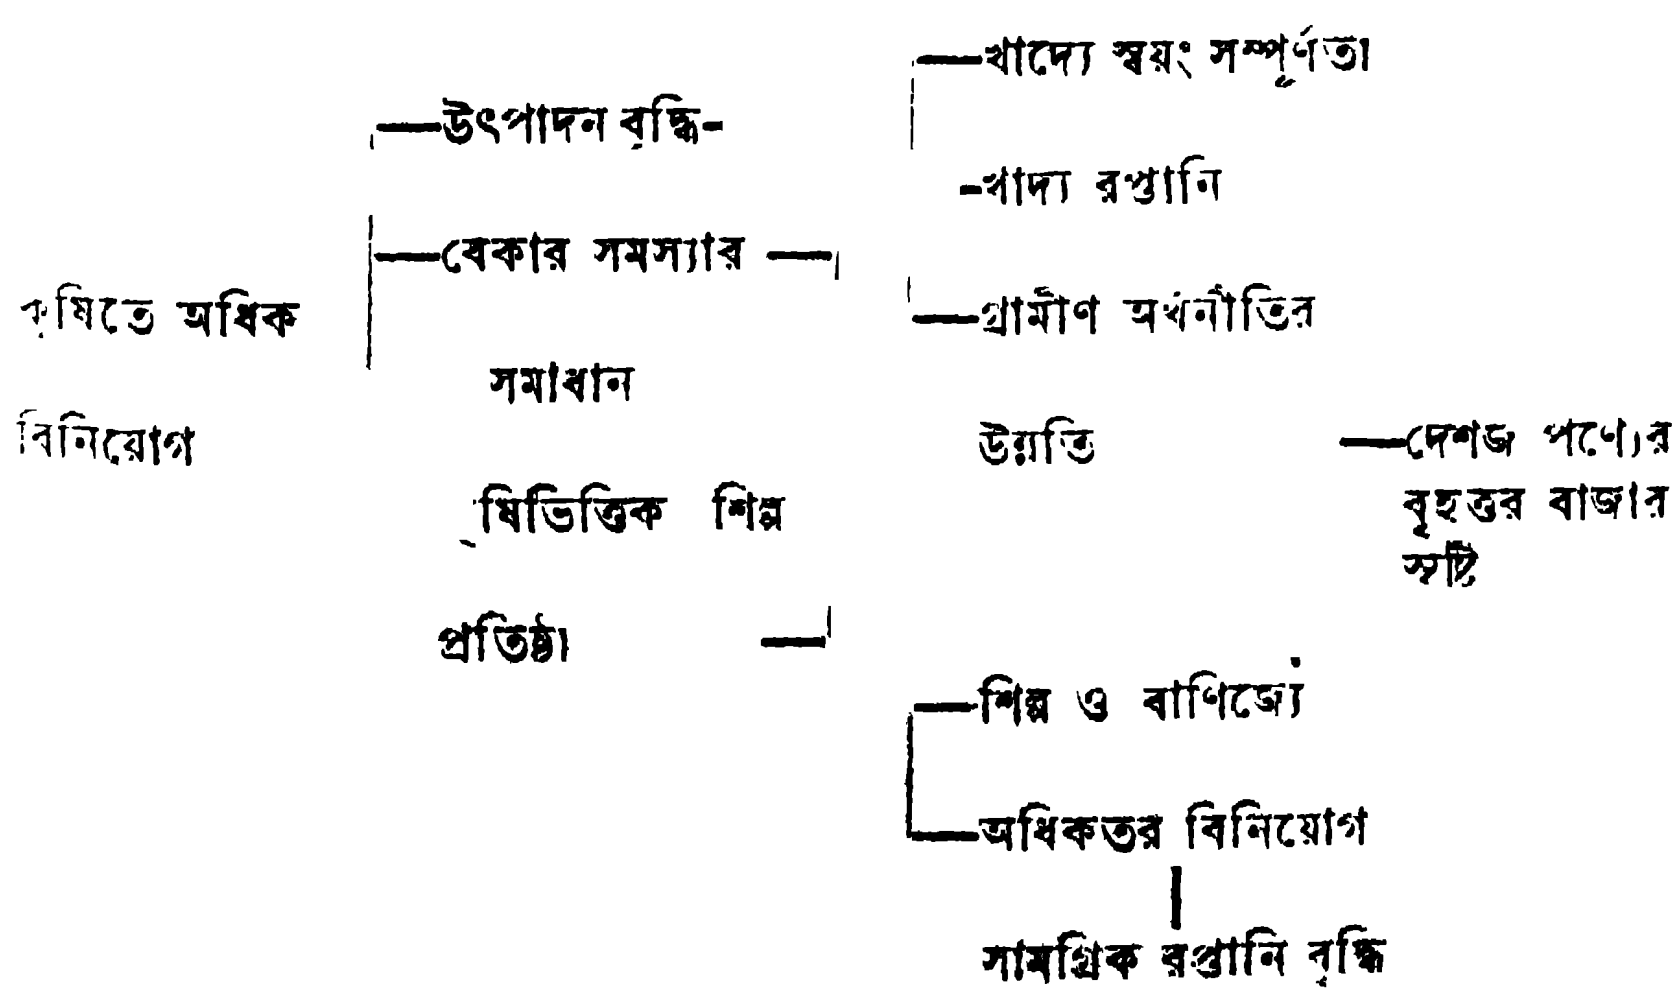 খাদ্যে স্বয়ং সম্পূর্ণতা
উৎপাদন বৃদ্ধি
খাদ্য রপ্তানি
বেকার সমস্যার
কৃষিতে অধিক
গ্রামীণ অর্থনীতির
সমাধান
বিনিয়োগ
উন্নতি
দেশজ পণ্যের
ষিভিত্তিক শিল্প
বৃহত্তর বাজার
সৃষ্টি
প্রতিষ্ঠা
শিল্প ও বাণিজ্যে
অধিকতর বিনিয়োগ
সামগ্রিক রপ্তানি বৃদ্ধি